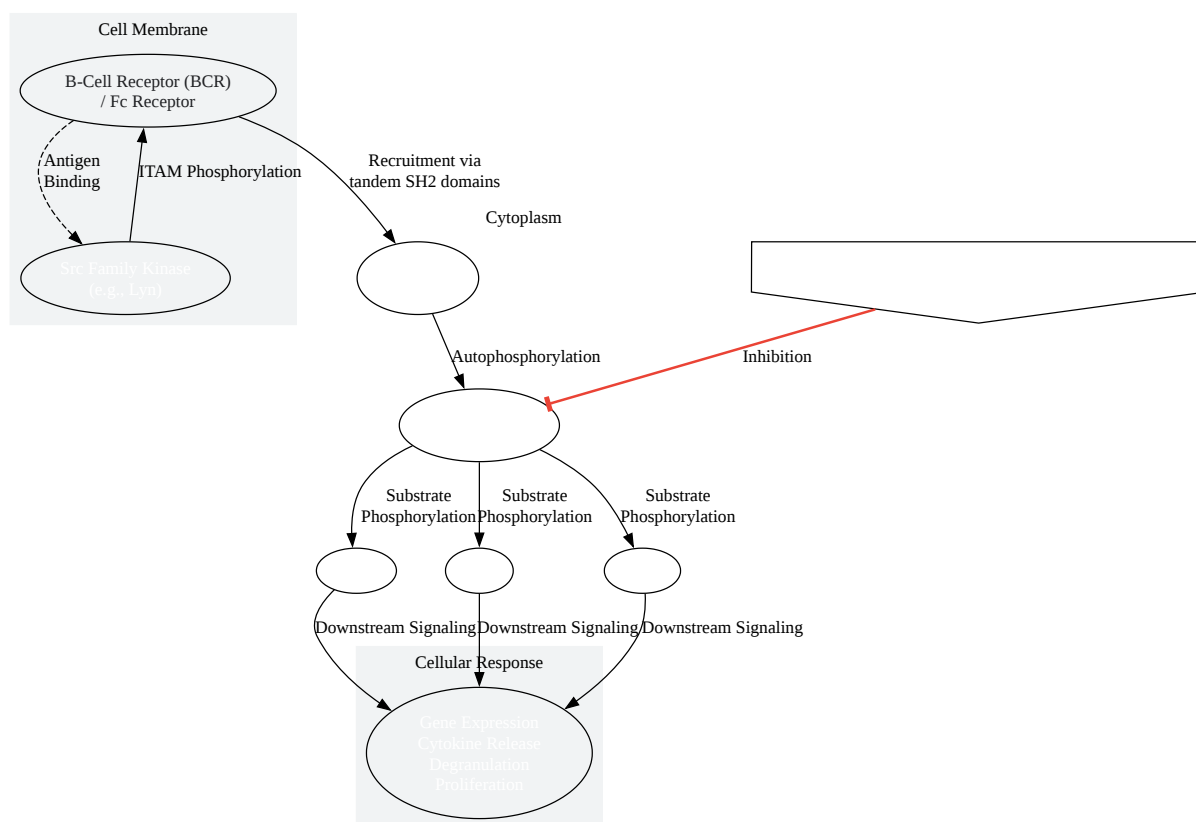 Cell Membrane
B-Cell Receptor (BCR)
/ Fc Receptor
Antigen
Binding
ITAM Phosphorylation
Recruitment via
tandem SH2 domains
Cytoplasm
Src Family Kinase
(e.g., Lyn)
Autophosphorylation
Inhibition
Substrate
Phosphorylation
Substrate
Phosphorylation
Substrate
Phosphorylation
Downstream Signaling
Downstream Signaling
Downstream Signaling
Cellular Response
Gene Expression
Cytokine Release
Degranulation
Proliferation